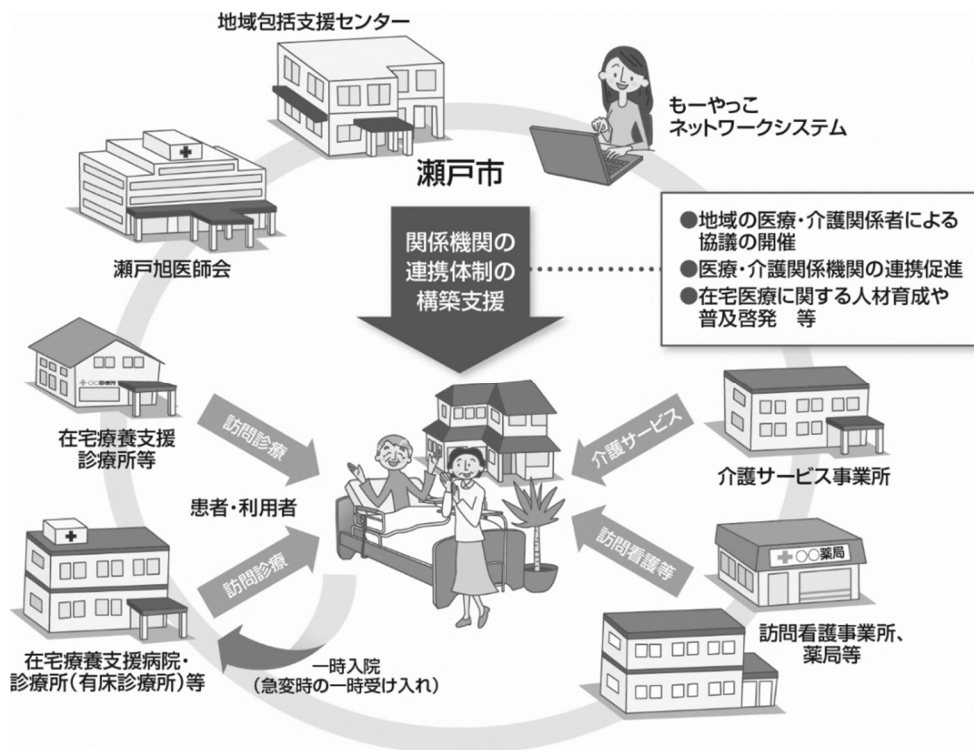 地域包括支援センター
もーやっこ
ネットワークシステム
瀬戸市
瀬戸旭医師会
関係機関の
連携体制の
構築支援
●地域の医療・介護関係者による
協議の開催
●医療・介護関係機関の連携促進
●在宅医療に関する人材育成や
普及啓発　等
○○診療所
在宅療養支援
診療所等
訪問診療
介護サービス
介護サービス事業所
患者・利用者
訪問診療
訪問看護等
○○薬局
訪問看護事業所、
薬局等
在宅療養支援病院・
診療所(有床診療所)等
一時入院
(急変時の一時受け入れ)